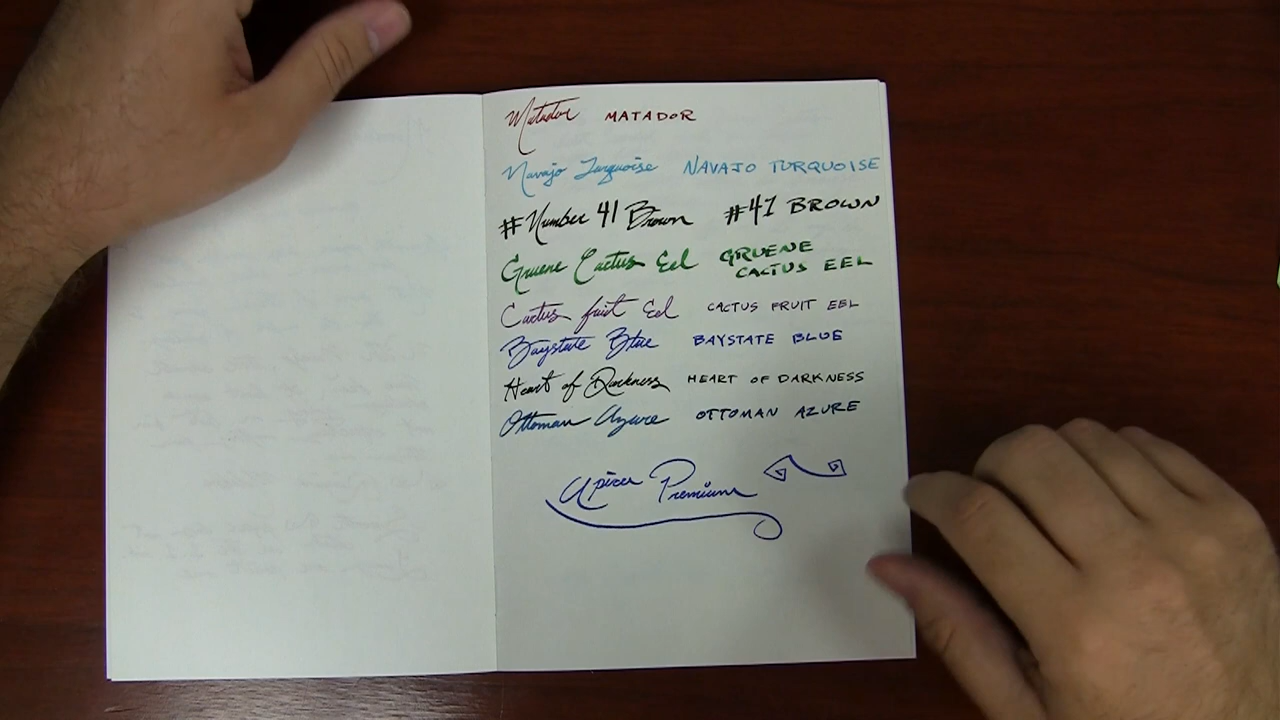 Matador MATADOR
Navajo Turquoise NAVAJO TURQUOISE
#Number 41 Brown #41 BROWN
Gruene Cactus Eel GRUENE
CACTUS EEL
Cactus fruit Eel CACTUS FRUIT EEL
Baystate Blue BAYSTATE BLUE
Heart of Darkness HEART OF DARKNESS
Ottoman Azure OTTOMAN AZURE
Apica Premium